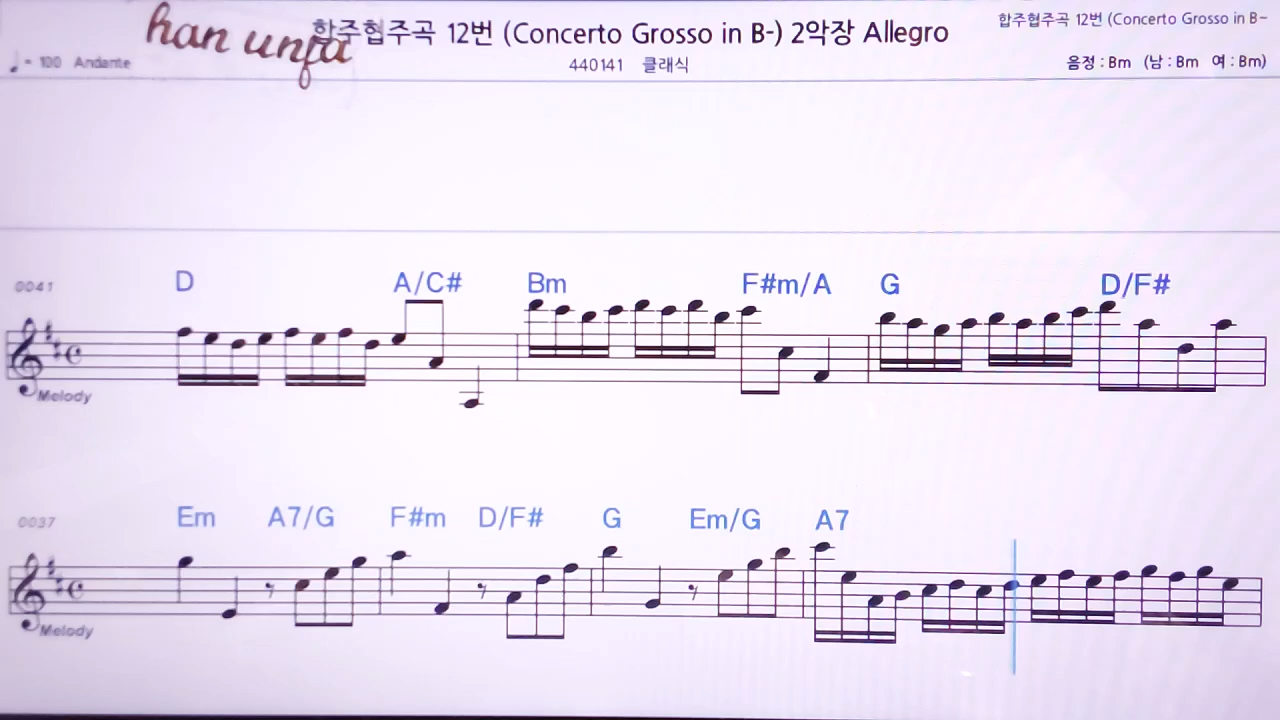 han unfa
합주협주곡 12번 (Concerto Grosso in B-) 2악장 Allegro
합주협주곡 12번 (Concerto Grosso in B-
♩= 100 Andante
440141 클래식
음정 : Bm (남 : Bm 여 : Bm)
0041 D A/C# Bm F#m/A G D/F#
Melody
0037 Em A7/G F#m D/F# G Em/G A7
Melody